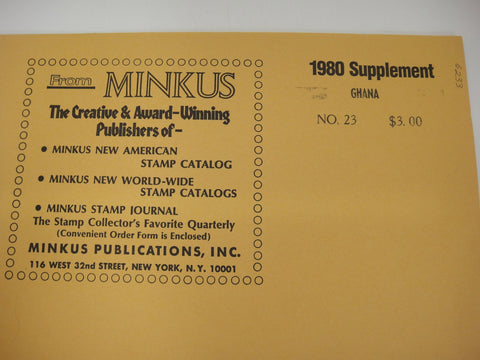 From MINKUS
The Creative & Award-Winning
Publishers of-
• MINKUS NEW AMERICAN
STAMP CATALOG
• MINKUS NEW WORLD-WIDE
STAMP CATALOGS
• MINKUS STAMP JOURNAL
The Stamp Collector's Favorite Quarterly
(Convenient Order Form is Enclosed)
MINKUS PUBLICATIONS, INC.
116 WEST 32nd STREET, NEW YORK, N.Y. 10001
1980 Supplement
GHANA
NO. 23 $3.00